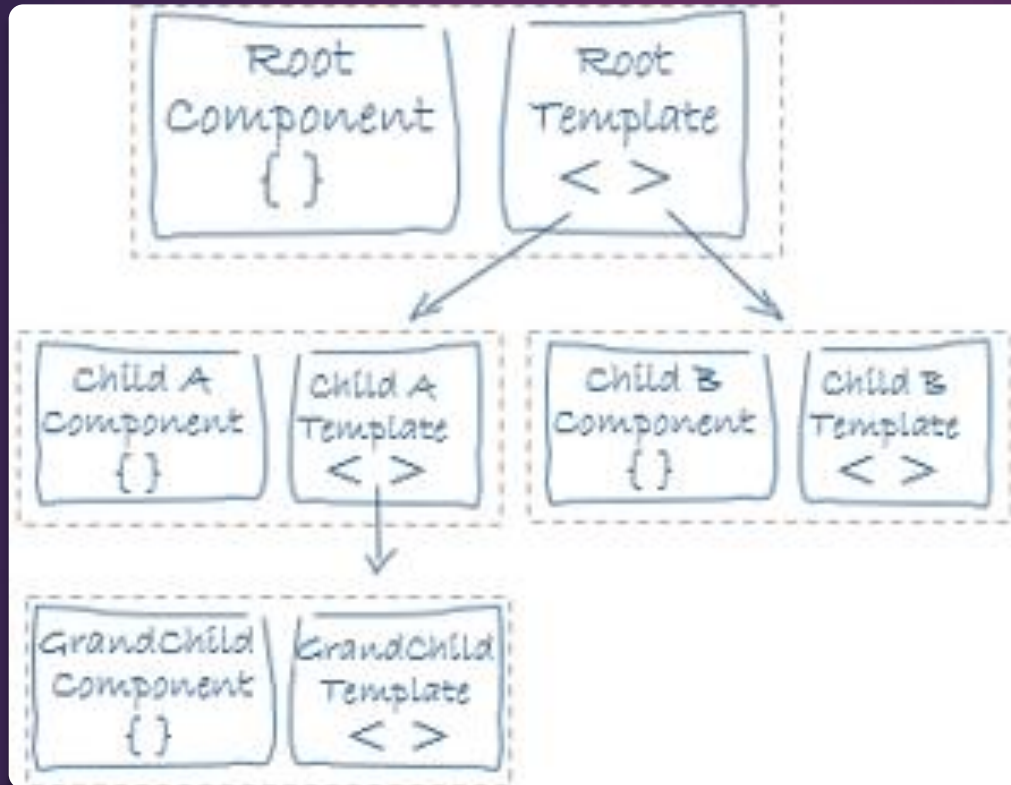 Root
Component
{ }
Root
Template
< >
Child A
Component
{ }
Child A
Template
< >
Child B
Component
{ }
Child B
Template
< >
GrandChild
Component
{ }
GrandChild
Template
< >